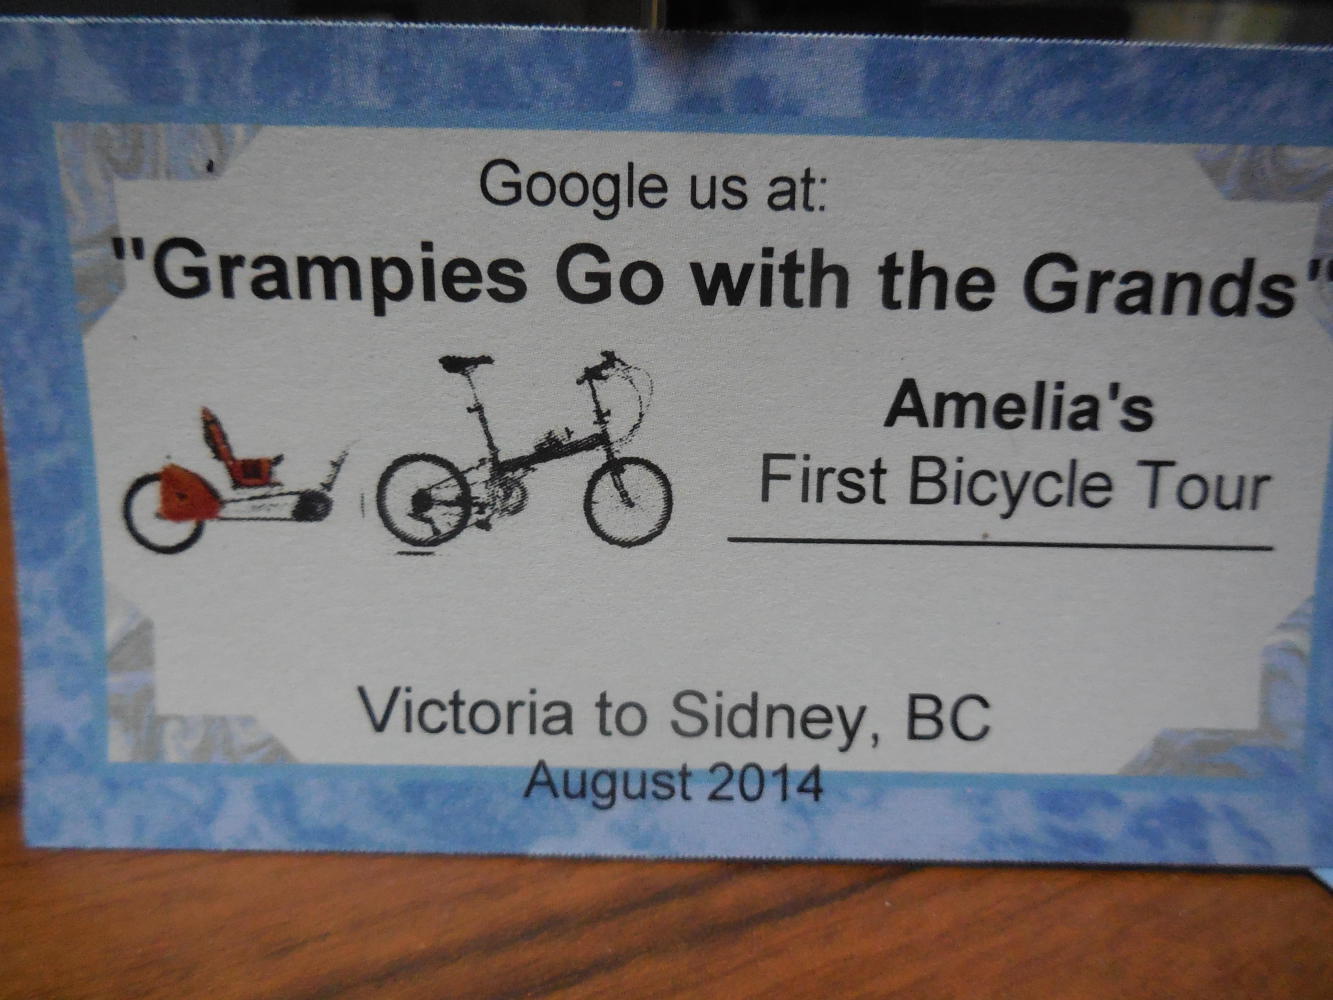 Google us at:
"Grampies Go with the Grands"
Amelia's
First Bicycle Tour
Victoria to Sidney, BC
August 2014